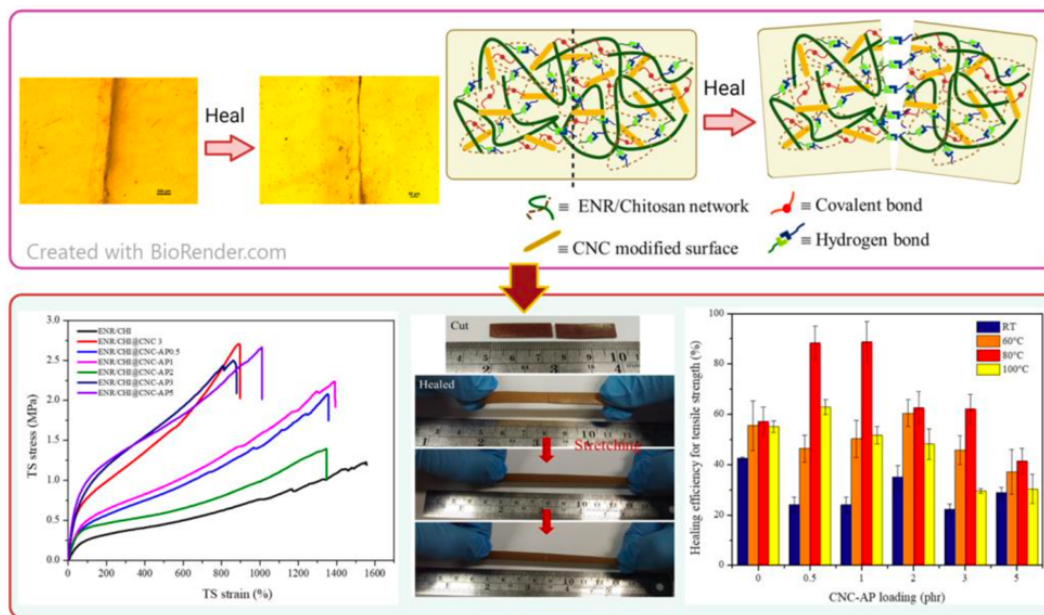 Heal
Heal
≡ ENR/Chitosan network
≡ Covalent bond
≡ CNC modified surface
≡ Hydrogen bond
Created with BioRender.com
ENR/CHI
ENR/CHI@CNC 3
ENR/CHI@CNC-AP0.5
ENR/CHI@CNC-AP1
ENR/CHI@CNC-AP2
ENR/CHI@CNC-AP3
ENR/CHI@CNC-AP5
TS stress (MPa)
3.0
2.5
2.0
1.5
1.0
0.5
0.0
0 200 400 600 800 1000 1200 1400 1600
TS strain (%)
Cut
Healed
Stretching
Healing efficiency for tensile strength (%)
100
80
60
40
20
0
RT
60°C
80°C
100°C
0 0.5 1 2 3 5
CNC-AP loading (phr)